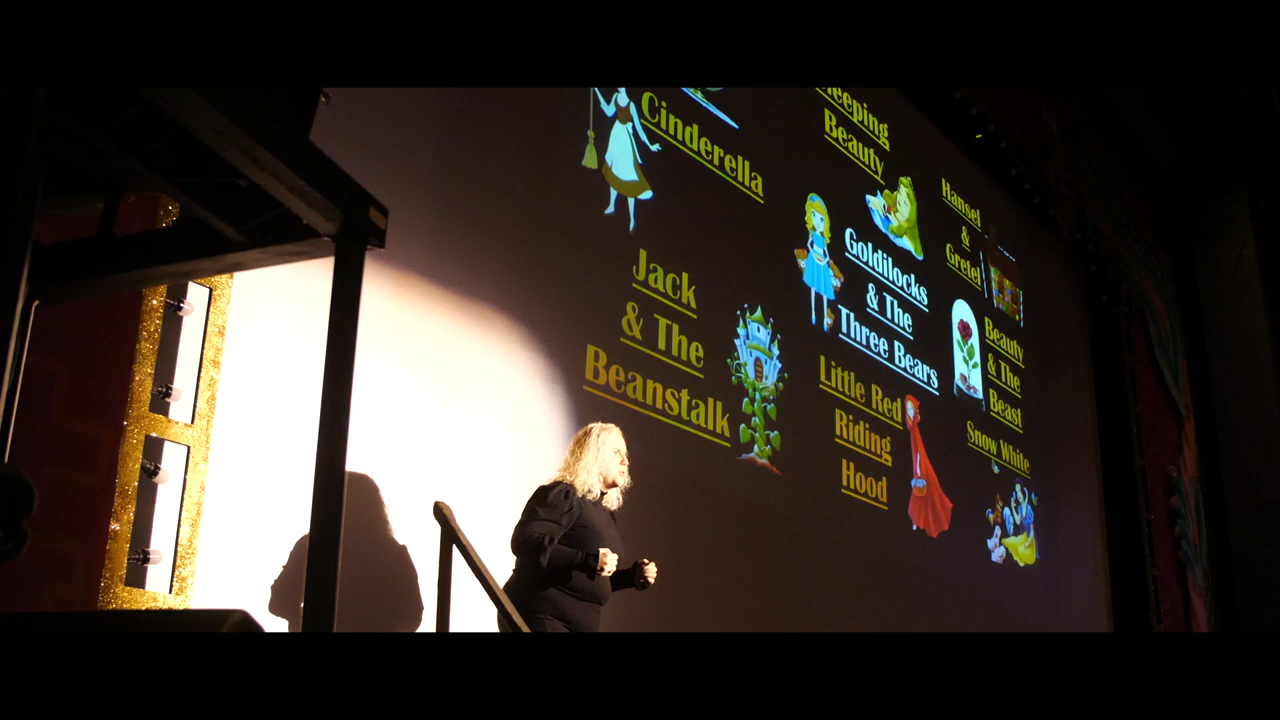 Cinderella
Jack
& The
Beanstalk
Beauty
Goldilocks
& The
Three Bears
Little Red
Riding
Hood
Hansel
&
Gretel
Beauty
& The
Beast
Snow White